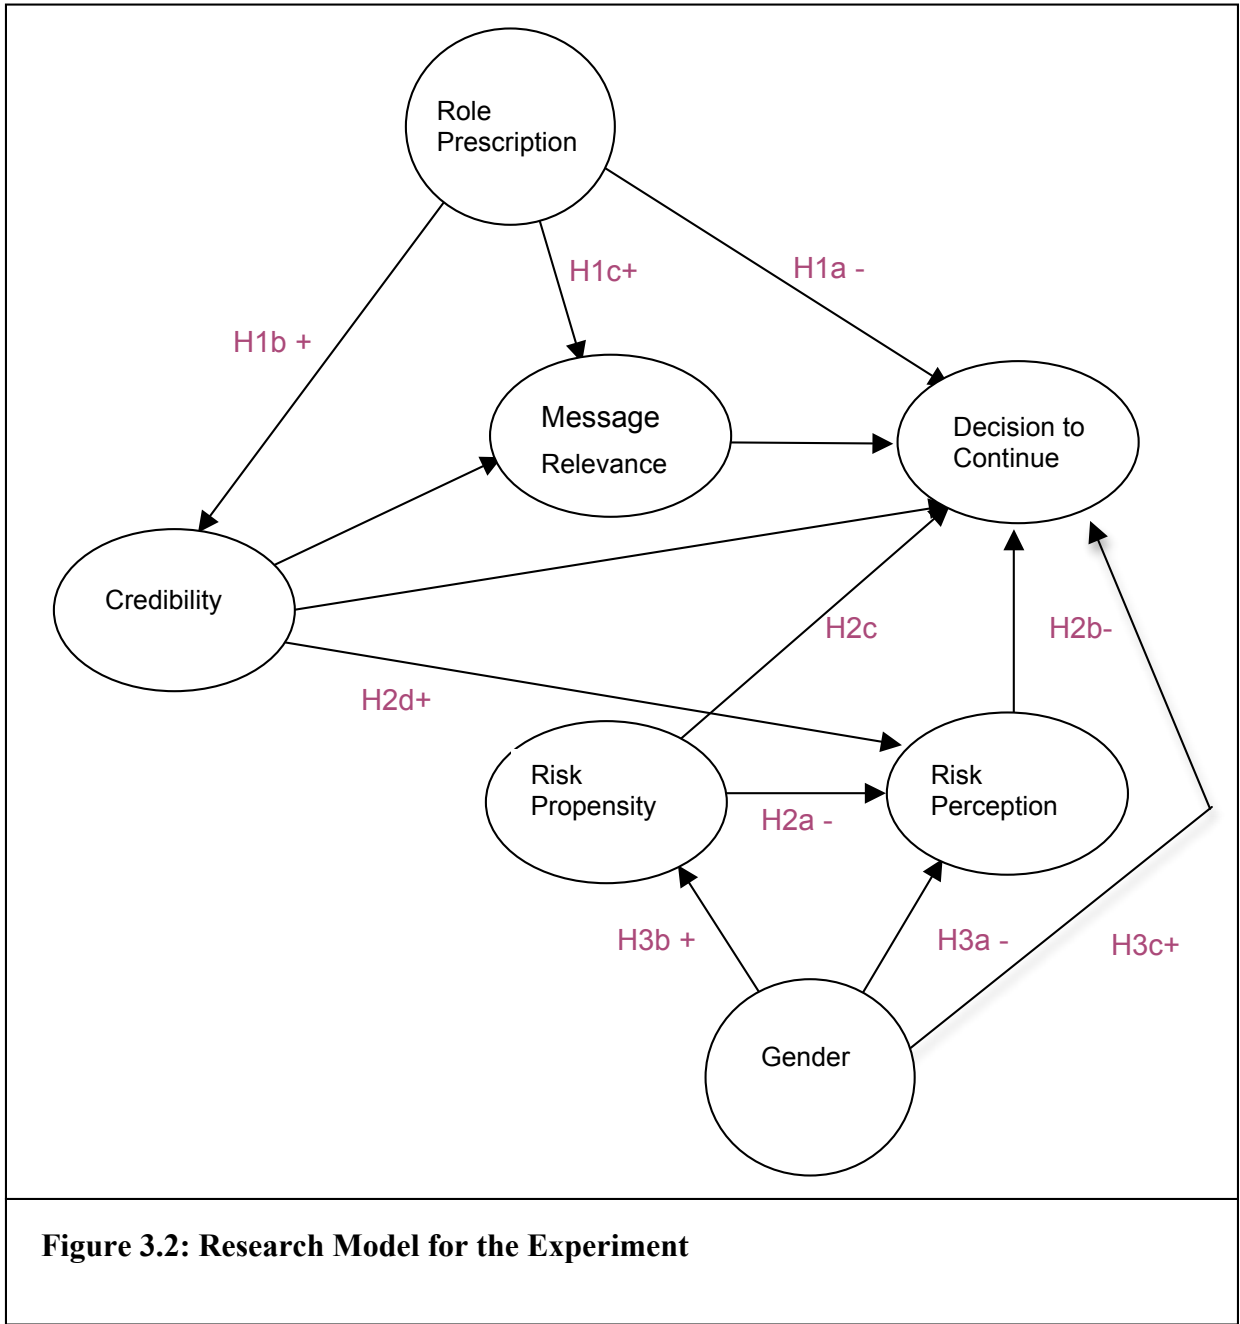 Role
Prescription
H1c+
H1a -
H1b +
Message
Relevance
Decision to
Continue
Credibility
H2c
H2b-
H2d+
Risk
Propensity
H2a -
Risk
Perception
H3b +
H3a -
H3c+
Gender
Figure 3.2: Research Model for the Experiment